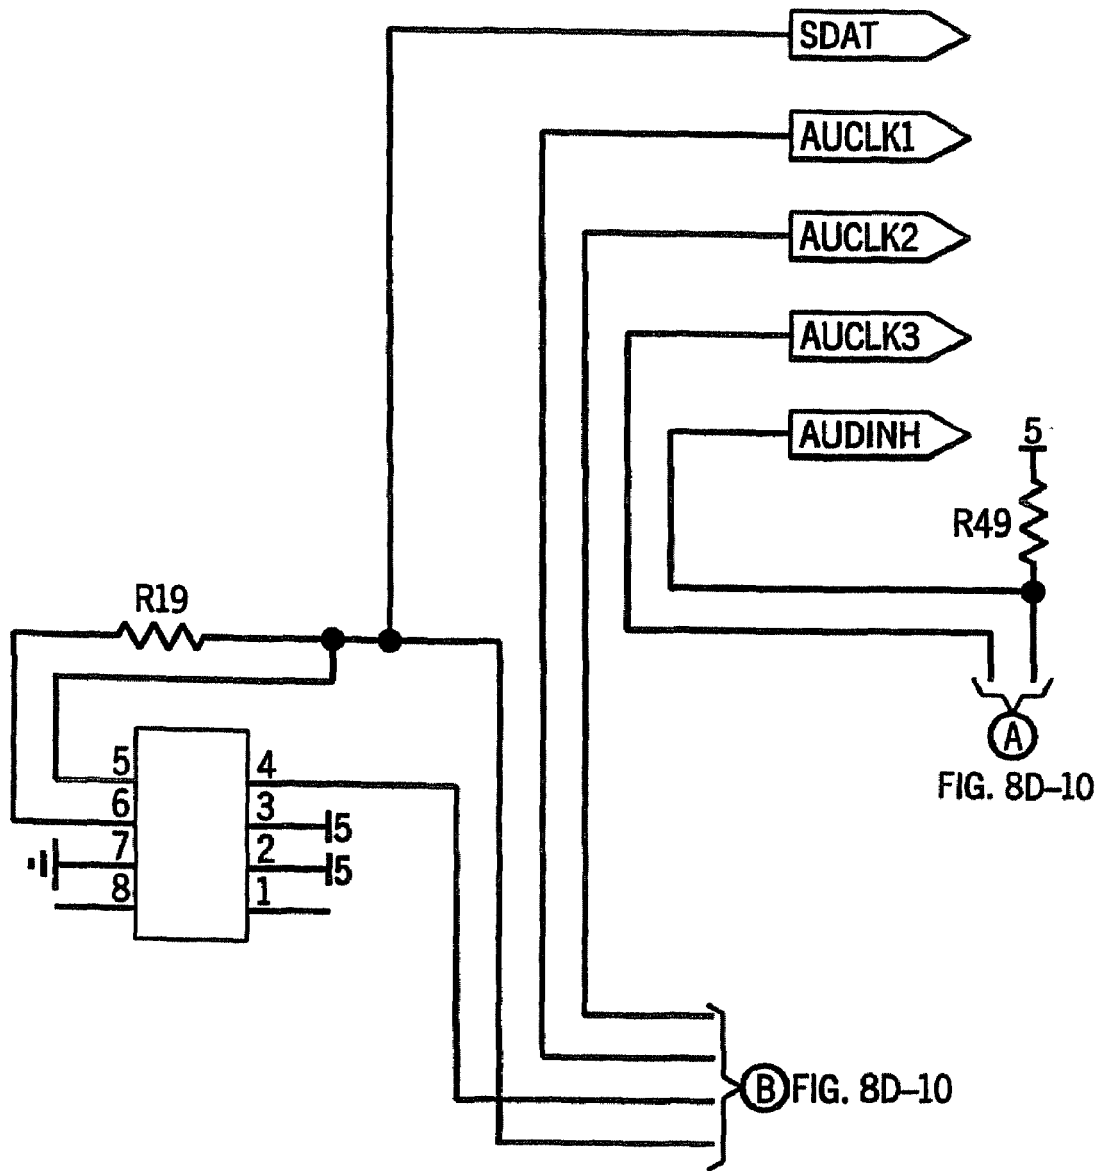 SDAT
AUCLK1
AUCLK2
AUCLK3
AUDINH
5
R49
R19
A
FIG. 8D-10
5
4
6
3
5
7
2
5
8
1
B
FIG. 8D-10